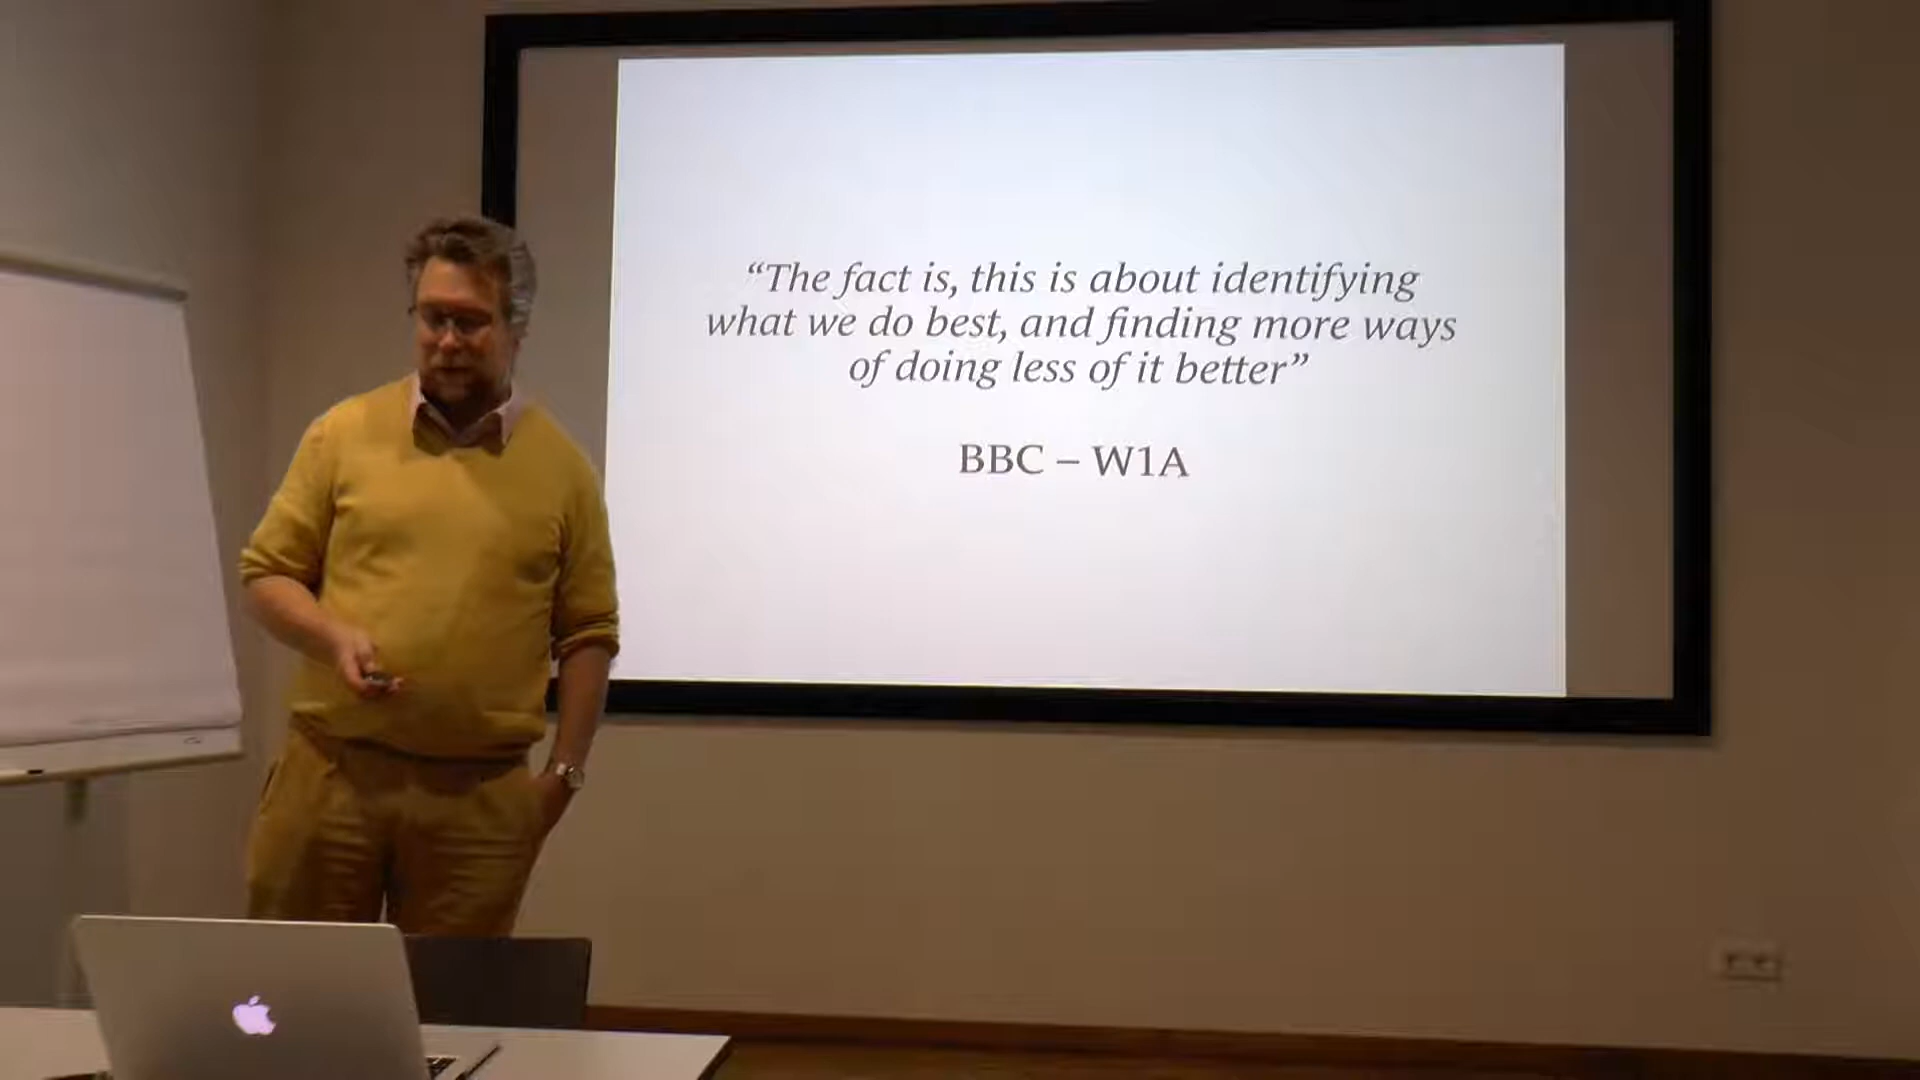 “The fact is, this is about identifying
what we do best, and finding more ways
of doing less of it better”
BBC – W1A